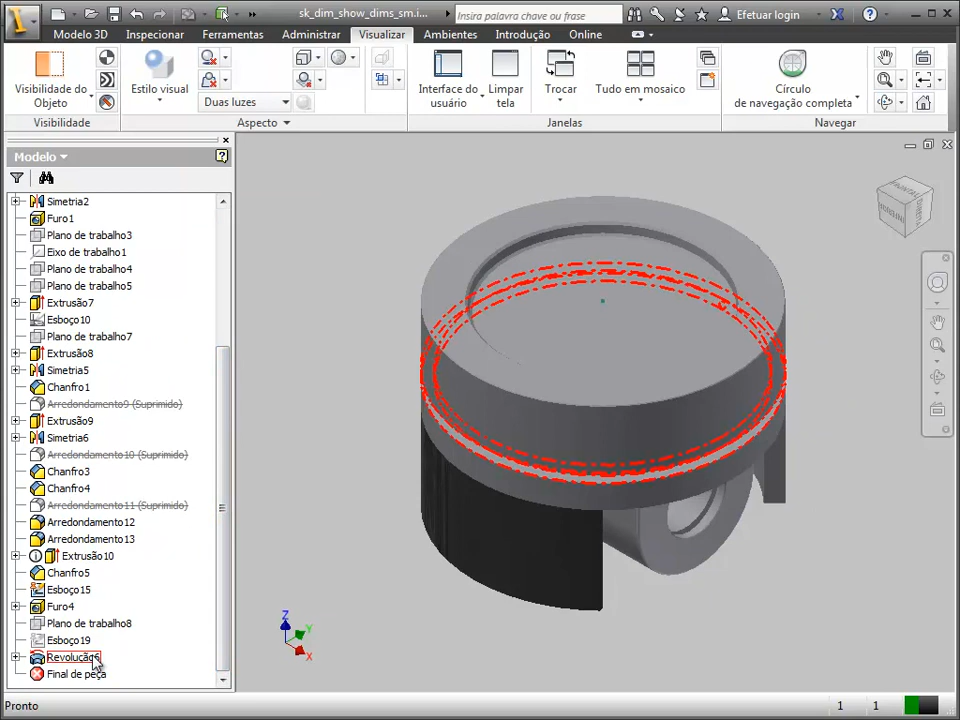 sk_dim_show_dims_sm.i...
Insira palavra chave ou frase
Efetuar login
Modelo 3D
Inspecionar
Ferramentas
Administrar
Visualizar
Ambientes
Introdução
Online
Visibilidade do
Objeto
Visibilidade
Estilo visual
Duas luzes
Aspecto
Interface do
usuário
Limpar
tela
Trocar
Tudo em mosaico
Janelas
Círculo
de navegação completa
Navegar
Modelo
Simetria2
Furo1
Plano de trabalho3
Eixo de trabalho1
Plano de trabalho4
Plano de trabalho5
Extrusão7
Esboço10
Plano de trabalho7
Extrusão8
Simetria5
Chanfro1
Arredondamento9 (Suprimido)
Extrusão9
Simetria6
Arredondamento10 (Suprimido)
Chanfro3
Chanfro4
Arredondamento11 (Suprimido)
Arredondamento12
Arredondamento13
Extrusão10
Chanfro5
Esboço15
Furo4
Plano de trabalho8
Esboço19
Final de peça
Z
Y
X
Pronto
1
1